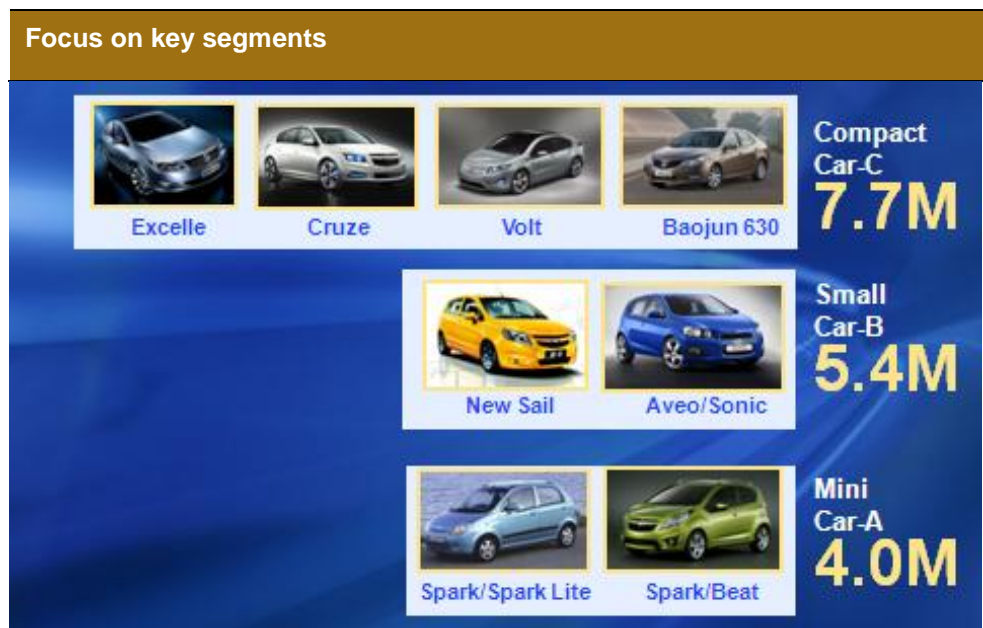 Focus on key segments
Excelle Cruze Volt Baojun 630
Compact
Car-C
7.7M
New Sail Aveo/Sonic
Small
Car-B
5.4M
Spark/Spark Lite Spark/Beat
Mini
Car-A
4.0M